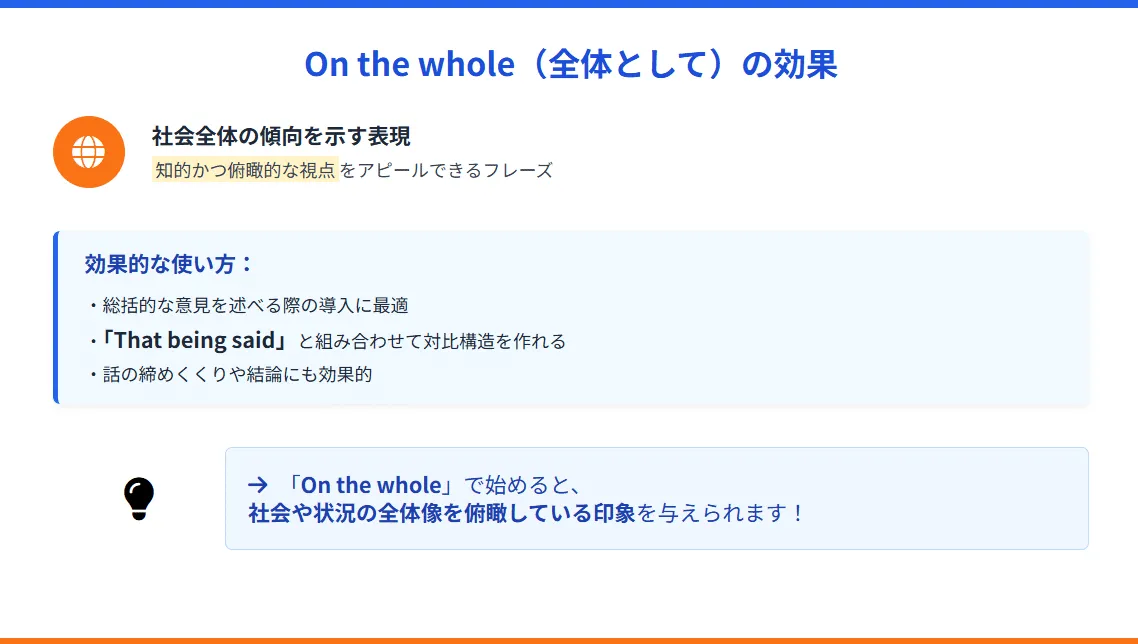 On the whole（全体として）の効果
社会全体の傾向を示す表現
知的かつ俯瞰的な視点をアピールできるフレーズ
効果的な使い方：
・総括的な意見を述べる際の導入に最適
・「That being said」と組み合わせて対比構造を作れる
・話の締めくくりや結論にも効果的
→ 「On the whole」で始めると、
社会や状況の全体像を俯瞰している印象を与えられます！